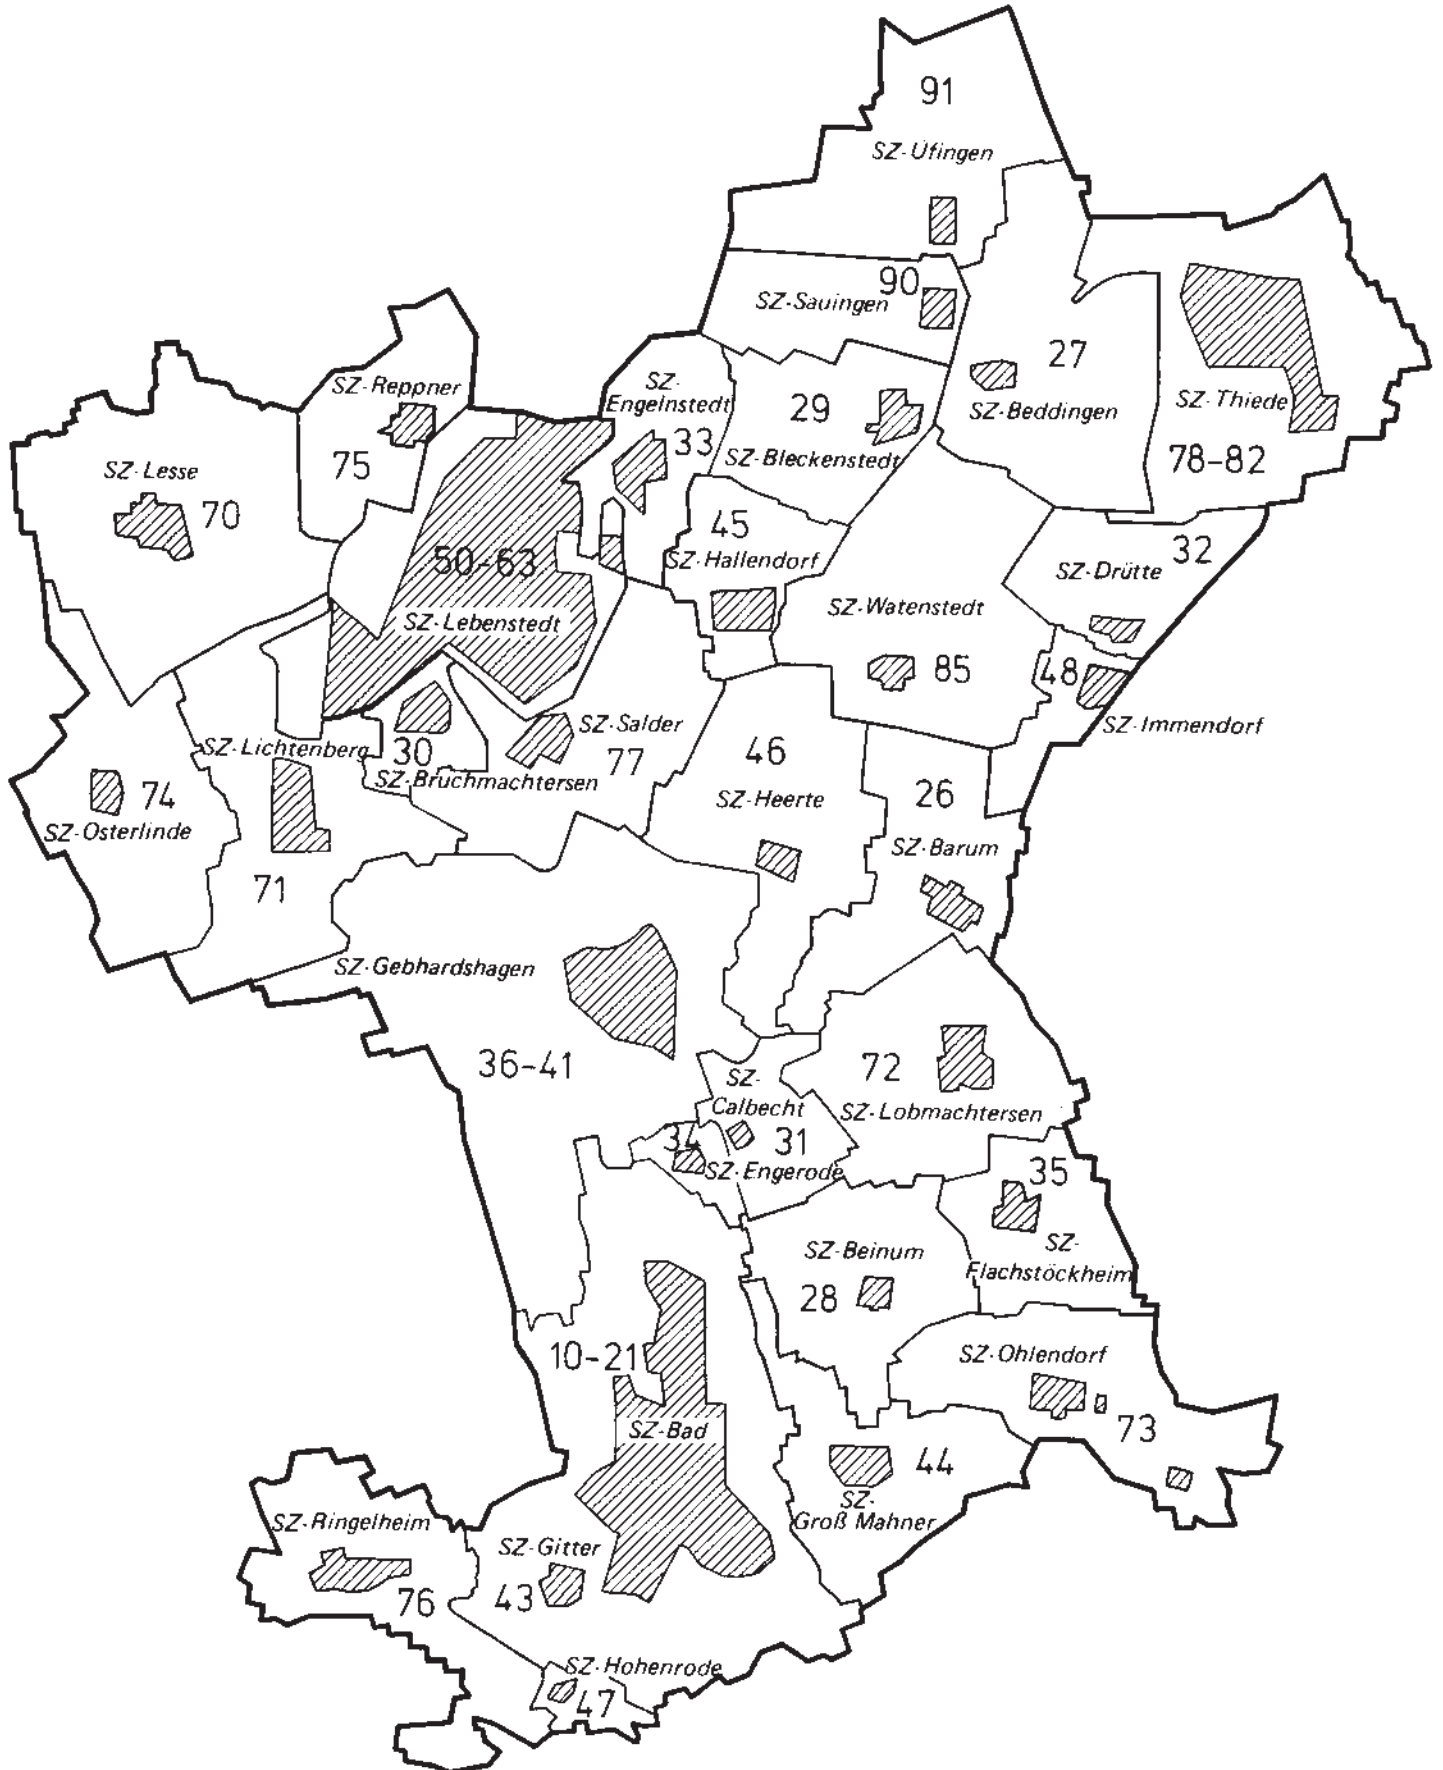 91
SZ-Üfingen
90
SZ-Sauingen
27
SZ-Beddingen
SZ-Thiede
78-82
SZ-Reppner
75
SZ-
Engelnstedt
33
29
SZ-Bleckenstedt
SZ-Lesse
70
45
SZ-Hallendorf
32
SZ-Drütte
50-63
SZ-Lebenstedt
SZ-Watenstedt
85
48
SZ-Immendorf
SZ-Lichtenberg
71
30
SZ-Bruchmachtersen
SZ-Salder
77
46
SZ-Heerte
26
SZ-Barum
74
SZ-Osterlinde
SZ-Gebhardshagen
36-41
SZ-
Calbecht
31
34
SZ-Engerode
72
SZ-Lobmachtersen
35
SZ-
Flachstöckheim
SZ-Beinum
28
10-21
SZ-Bad
SZ-Ohlendorf
73
44
SZ-
Groß Mahner
SZ-Ringelheim
76
SZ-Gitter
43
SZ-Hohenrode
47